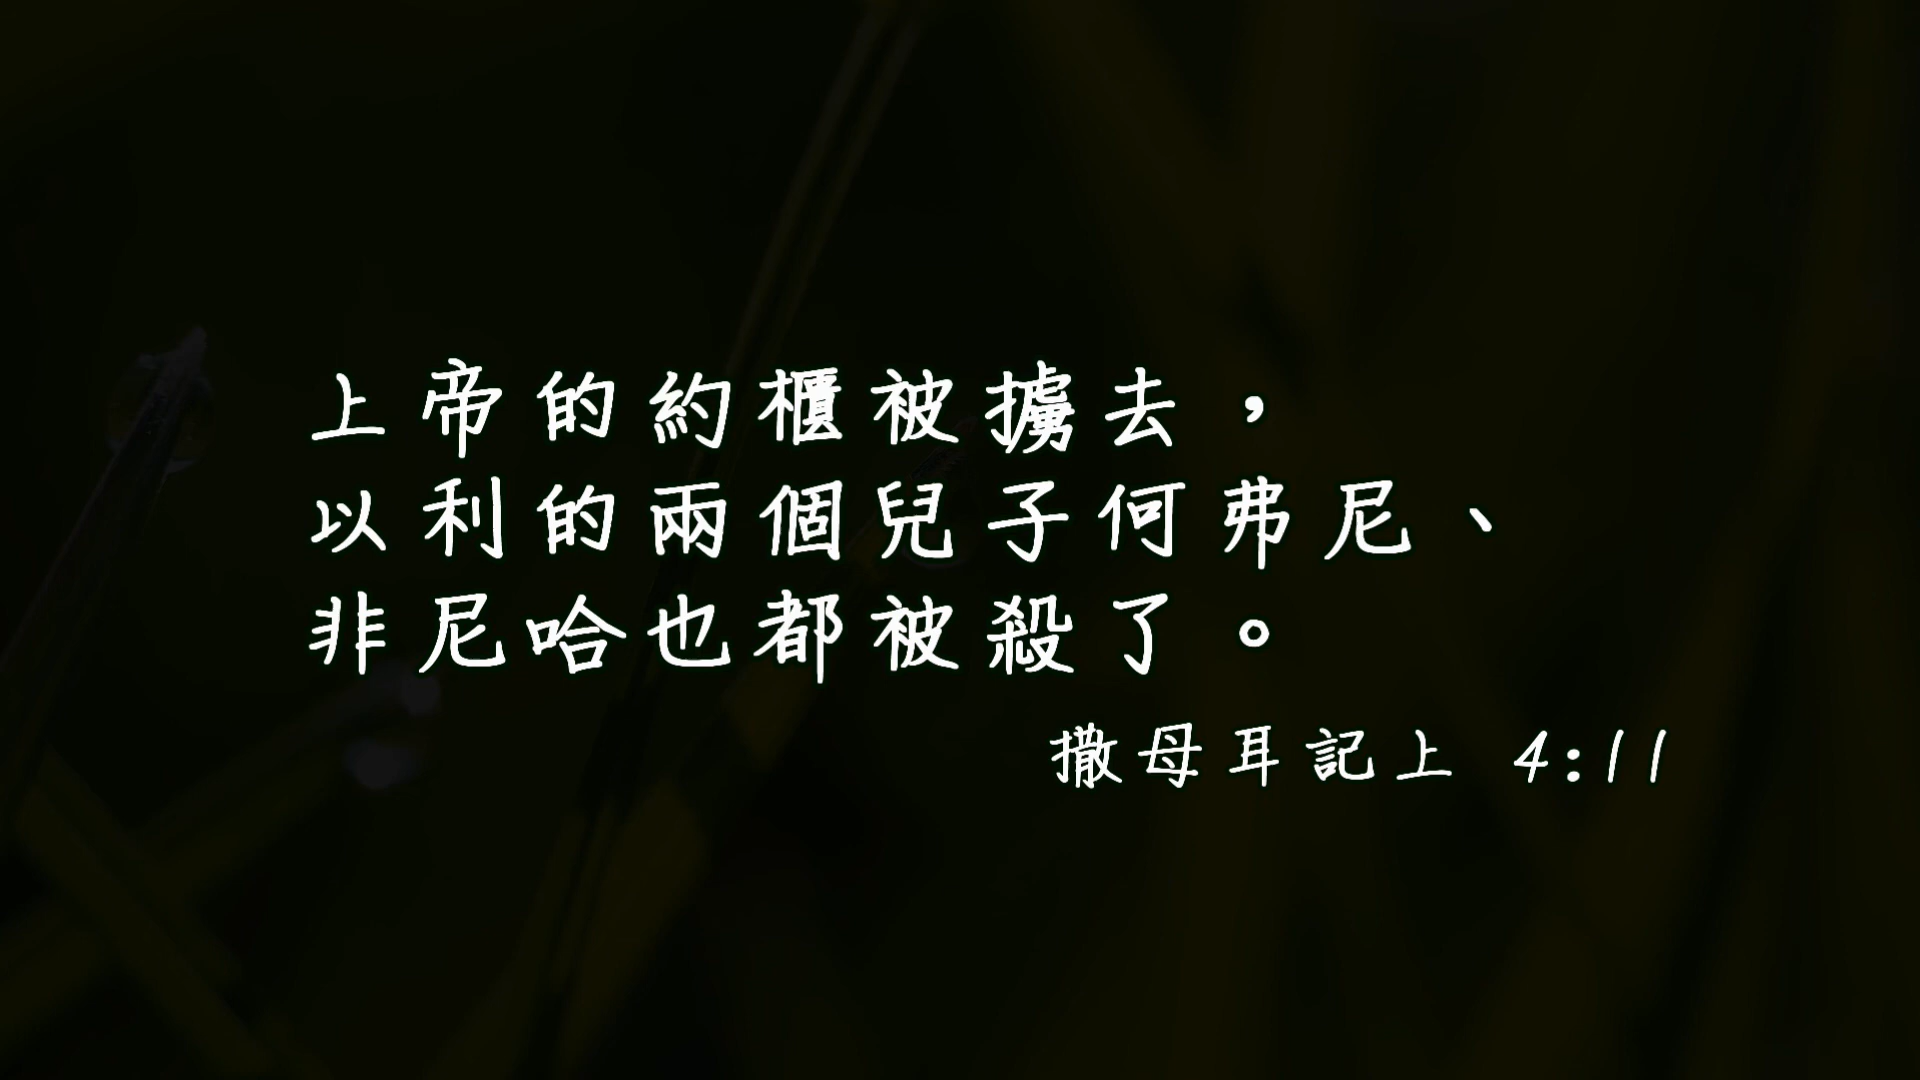 上帝的約櫃被擄去，
以利的兩個兒子何弗尼、
非尼哈也都被殺了。
撒母耳記上 4:11